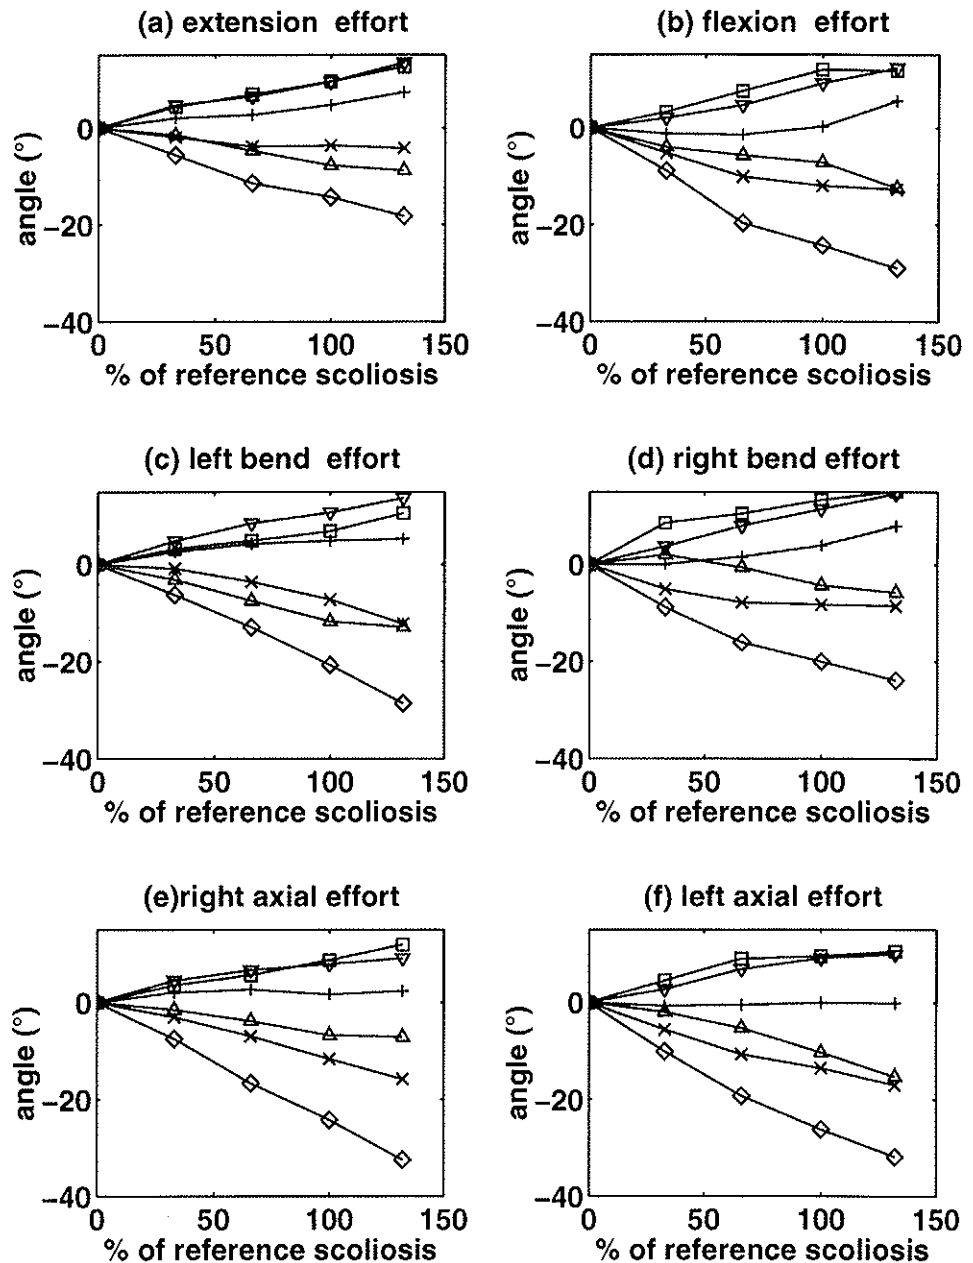 (a) extension effort
(b) flexion effort
0
−20
−40
angle (°)
0 50 100 150
% of reference scoliosis
0
−20
−40
angle (°)
0 50 100 150
% of reference scoliosis
(c) left bend effort
(d) right bend effort
0
−20
−40
angle (°)
0 50 100 150
% of reference scoliosis
0
−20
−40
angle (°)
0 50 100 150
% of reference scoliosis
(e)right axial effort
(f) left axial effort
0
−20
−40
angle (°)
0 50 100 150
% of reference scoliosis
0
−20
−40
angle (°)
0 50 100 150
% of reference scoliosis